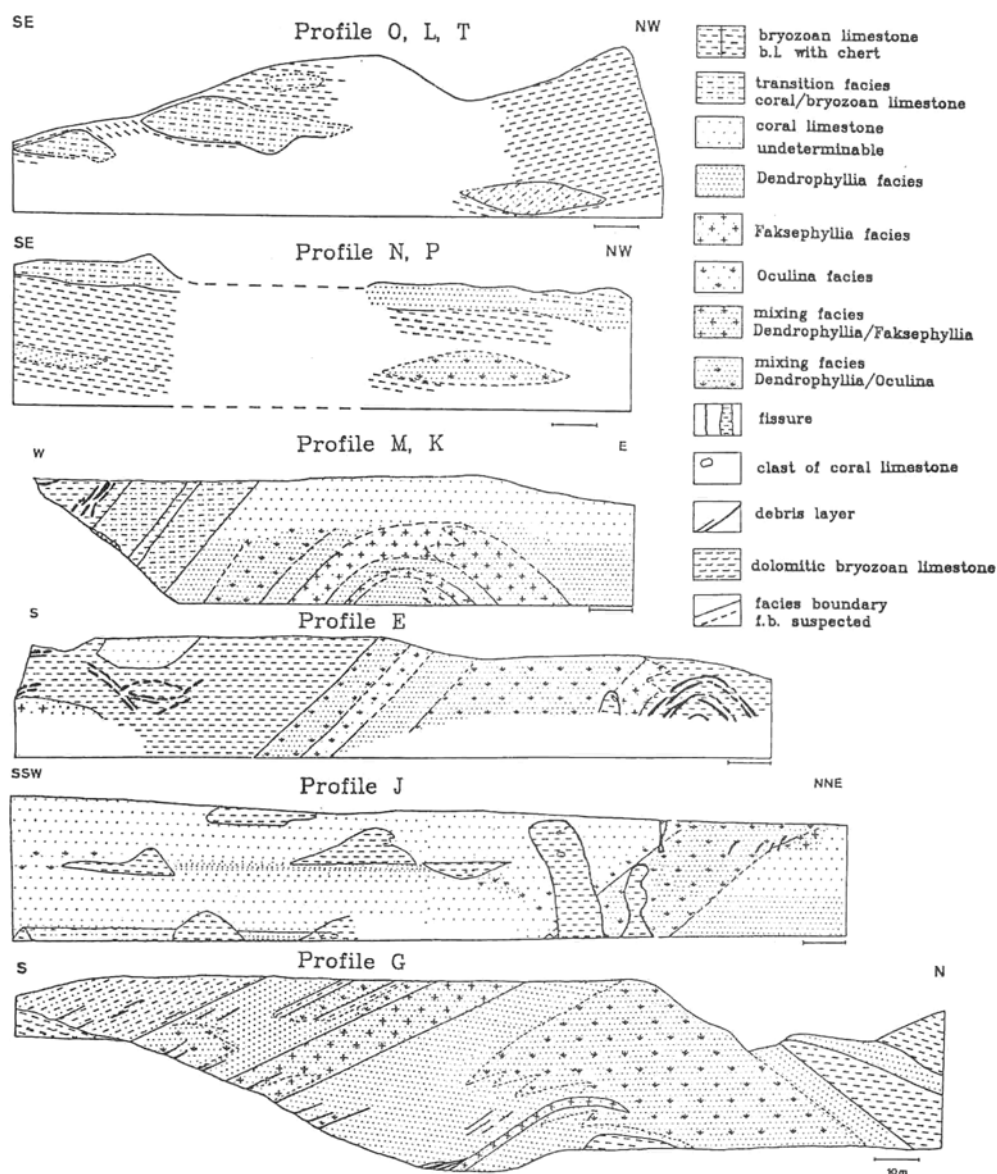 SE
Profile O, L, T
NW
SE
Profile N, P
NW
W
Profile M, K
E
S
Profile E
SSW
Profile J
NNE
S
Profile G
N
10m
bryozoan limestone
b.l. with chert
transition facies
coral/bryozoan limestone
coral limestone
undeterminable
Dendrophyllia facies
Faksephyllia facies
Oculina facies
mixing facies
Dendrophyllia/Faksephyllia
mixing facies
Dendrophyllia/Oculina
fissure
clast of coral limestone
debris layer
dolomitic bryozoan limestone
facies boundary
f.b. suspected